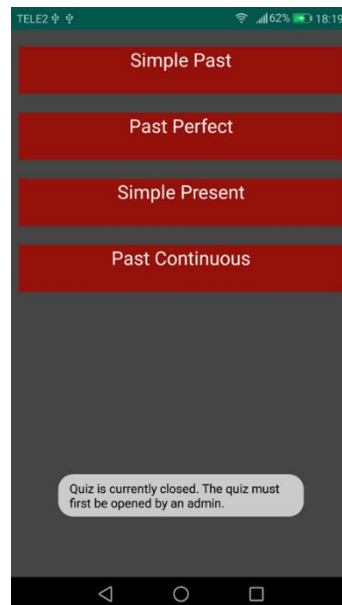 TELE2 62% 18:19
Simple Past
Past Perfect
Simple Present
Past Continuous
Quiz is currently closed. The quiz must
first be opened by an admin.